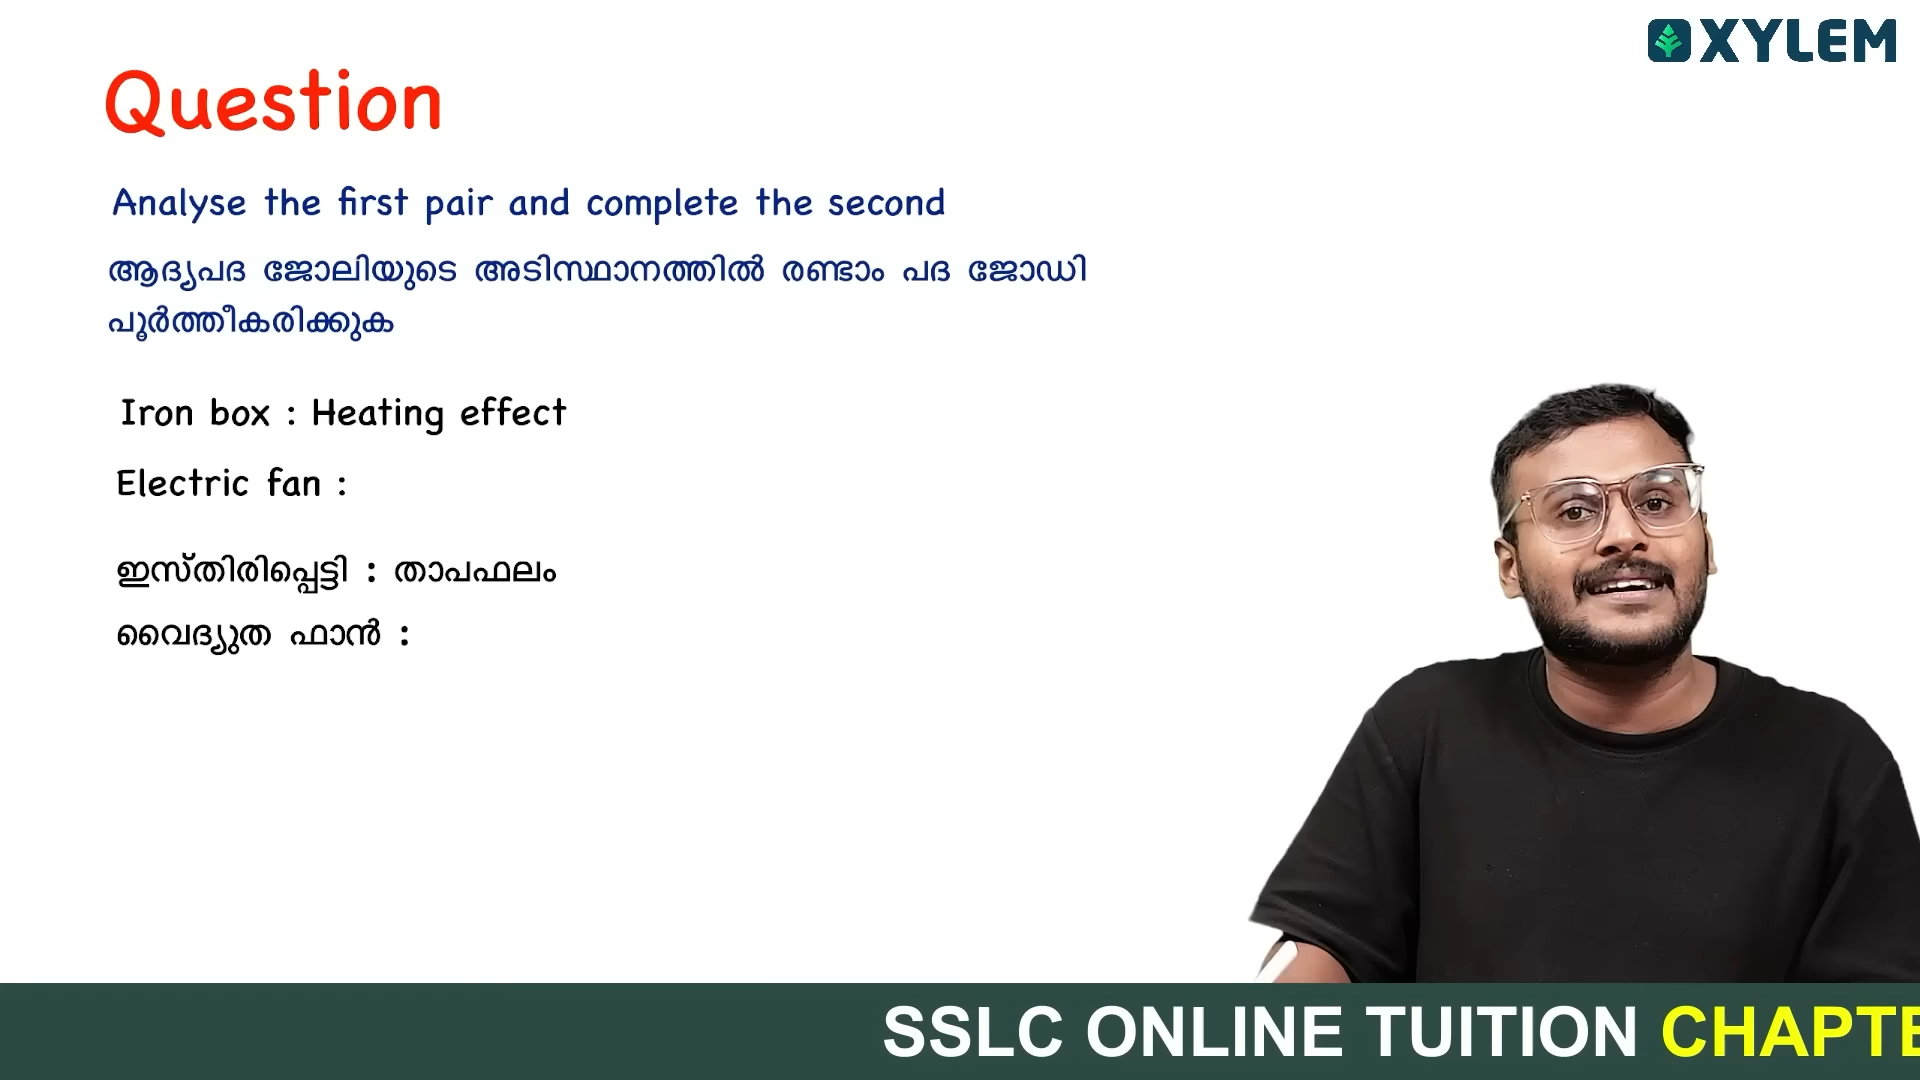 XYLEM
Question
Analyse the first pair and complete the second
ആദ്യപദ ജോലിയുടെ അടിസ്ഥാനത്തിൽ രണ്ടാം പദ ജോഡി
പൂർത്തീകരിക്കുക
Iron box : Heating effect
Electric fan :
ഇസ്തിരിപ്പെട്ടി : താപഫലം
വൈദ്യുത ഫാൻ :
SSLC ONLINE TUITION CHAPTE